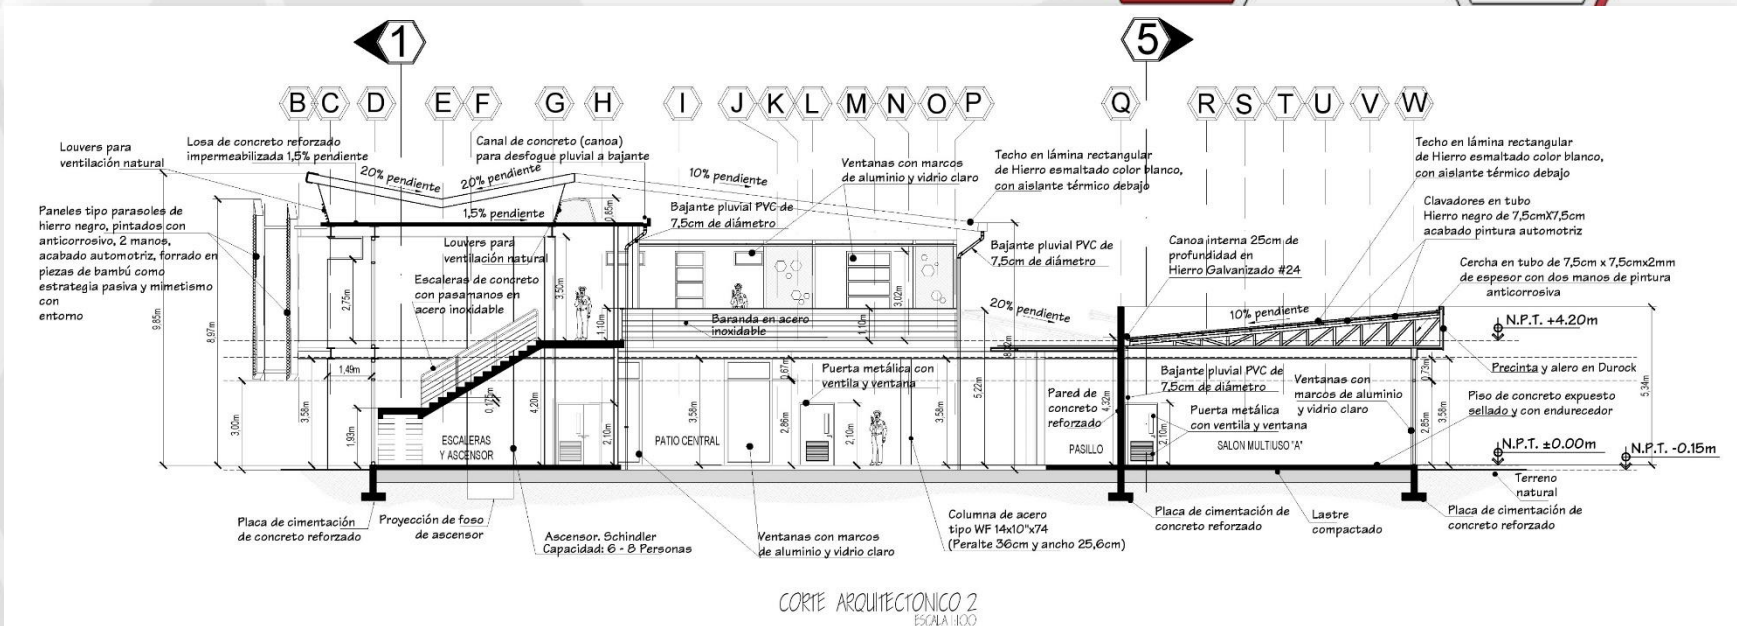 1
5
B C D E F G H I J K L M N O P Q R S T U V W
Louvers para
ventilación natural
Losa de concreto reforzado
impermeabilizada 1,5% pendiente
Canal de concreto (canoa)
para desfogue pluvial a bajante
Ventanas con marcos
de aluminio y vidrio claro
Techo en lámina rectangular
de Hierro esmaltado color blanco,
con aislante térmico debajo
Techo en lámina rectangular
de Hierro esmaltado color blanco,
con aislante térmico debajo
20% pendiente
20% pendiente
10% pendiente
1,5% pendiente
0,85m
Paneles tipo parasoles de
hierro negro, pintados con
anticorrosivo, 2 manos,
acabado automotriz, forrado en
piezas de bambú como
estrategia pasiva y mimetismo
con
entorno
Bajante pluvial PVC de
7,5cm de diámetro
Louvers para
ventilación natural
Escaleras de concreto
con pasamanos en
acero inoxidable
Bajante pluvial PVC de
7,5cm de diámetro
Canoa interna 25cm de
profundidad en
Hierro Galvanizado #24
Clavadores en tubo
Hierro negro de 7,5cmX7,5cm
acabado pintura automotriz
Cercha en tubo de 7,5cm x 7,5cmx2mm
de espesor con dos manos de pintura
anticorrosiva
9,85m
8,97m
2,75m
3,50m
1,10m
Baranda en acero
inoxidable
1,10m
3,02m
20% pendiente
10% pendiente
N.P.T. +4.20m
Precinta y alero en Durock
1,49m
0,175m
3,00m
3,58m
1,93m
4,20m
2,10m
3,58m
0,67m
2,86m
2,10m
3,58m
5,22m
4,32m
2,10m
0,73m
2,85m
3,58m
5,34m
Puerta metálica con
ventila y ventana
Bajante pluvial PVC de
7,5cm de diámetro
Ventanas con
marcos de aluminio
y vidrio claro
Pared de
concreto
reforzado
Puerta metálica
con ventila y ventana
Piso de concreto expuesto
sellado y con endurecedor
ESCALERAS
Y ASCENSOR
PATIO CENTRAL
PASILLO
SALON MULTIUSO "A"
N.P.T. ±0.00m
N.P.T. -0.15m
Terreno
natural
Placa de cimentación
de concreto reforzado
Proyección de foso
de ascensor
Ascensor. Schindler
Capacidad: 6 - 8 Personas
Ventanas con marcos
de aluminio y vidrio claro
Columna de acero
tipo WF 14x10"x74
(Peralte 36cm y ancho 25,6cm)
Placa de cimentación de
concreto reforzado
Lastre
compactado
Placa de cimentación de
concreto reforzado
CORTE ARQUITECTONICO 2
ESCALA 1:100